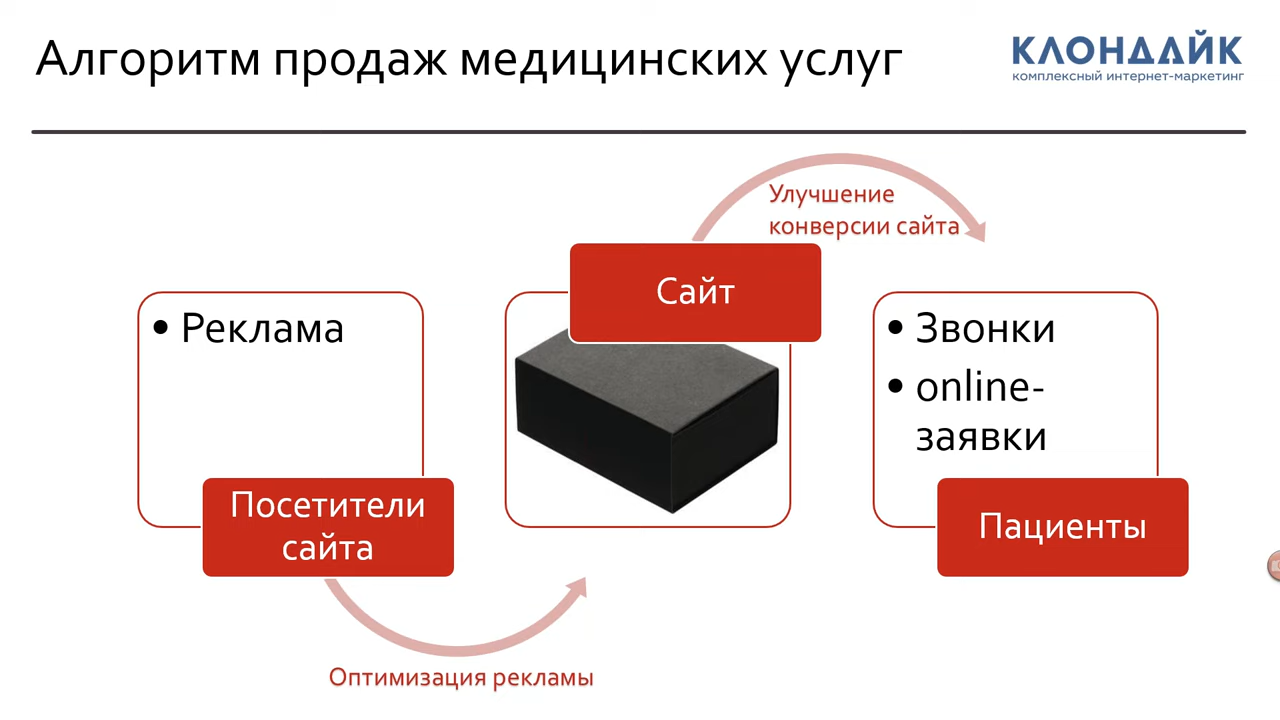 Алгоритм продаж медицинских услуг
КЛОНДАЙК
комплексный интернет-маркетинг
Улучшение
конверсии сайта
Сайт
• Реклама
• Звонки
• online-
заявки
Посетители
сайта
Пациенты
Оптимизация рекламы